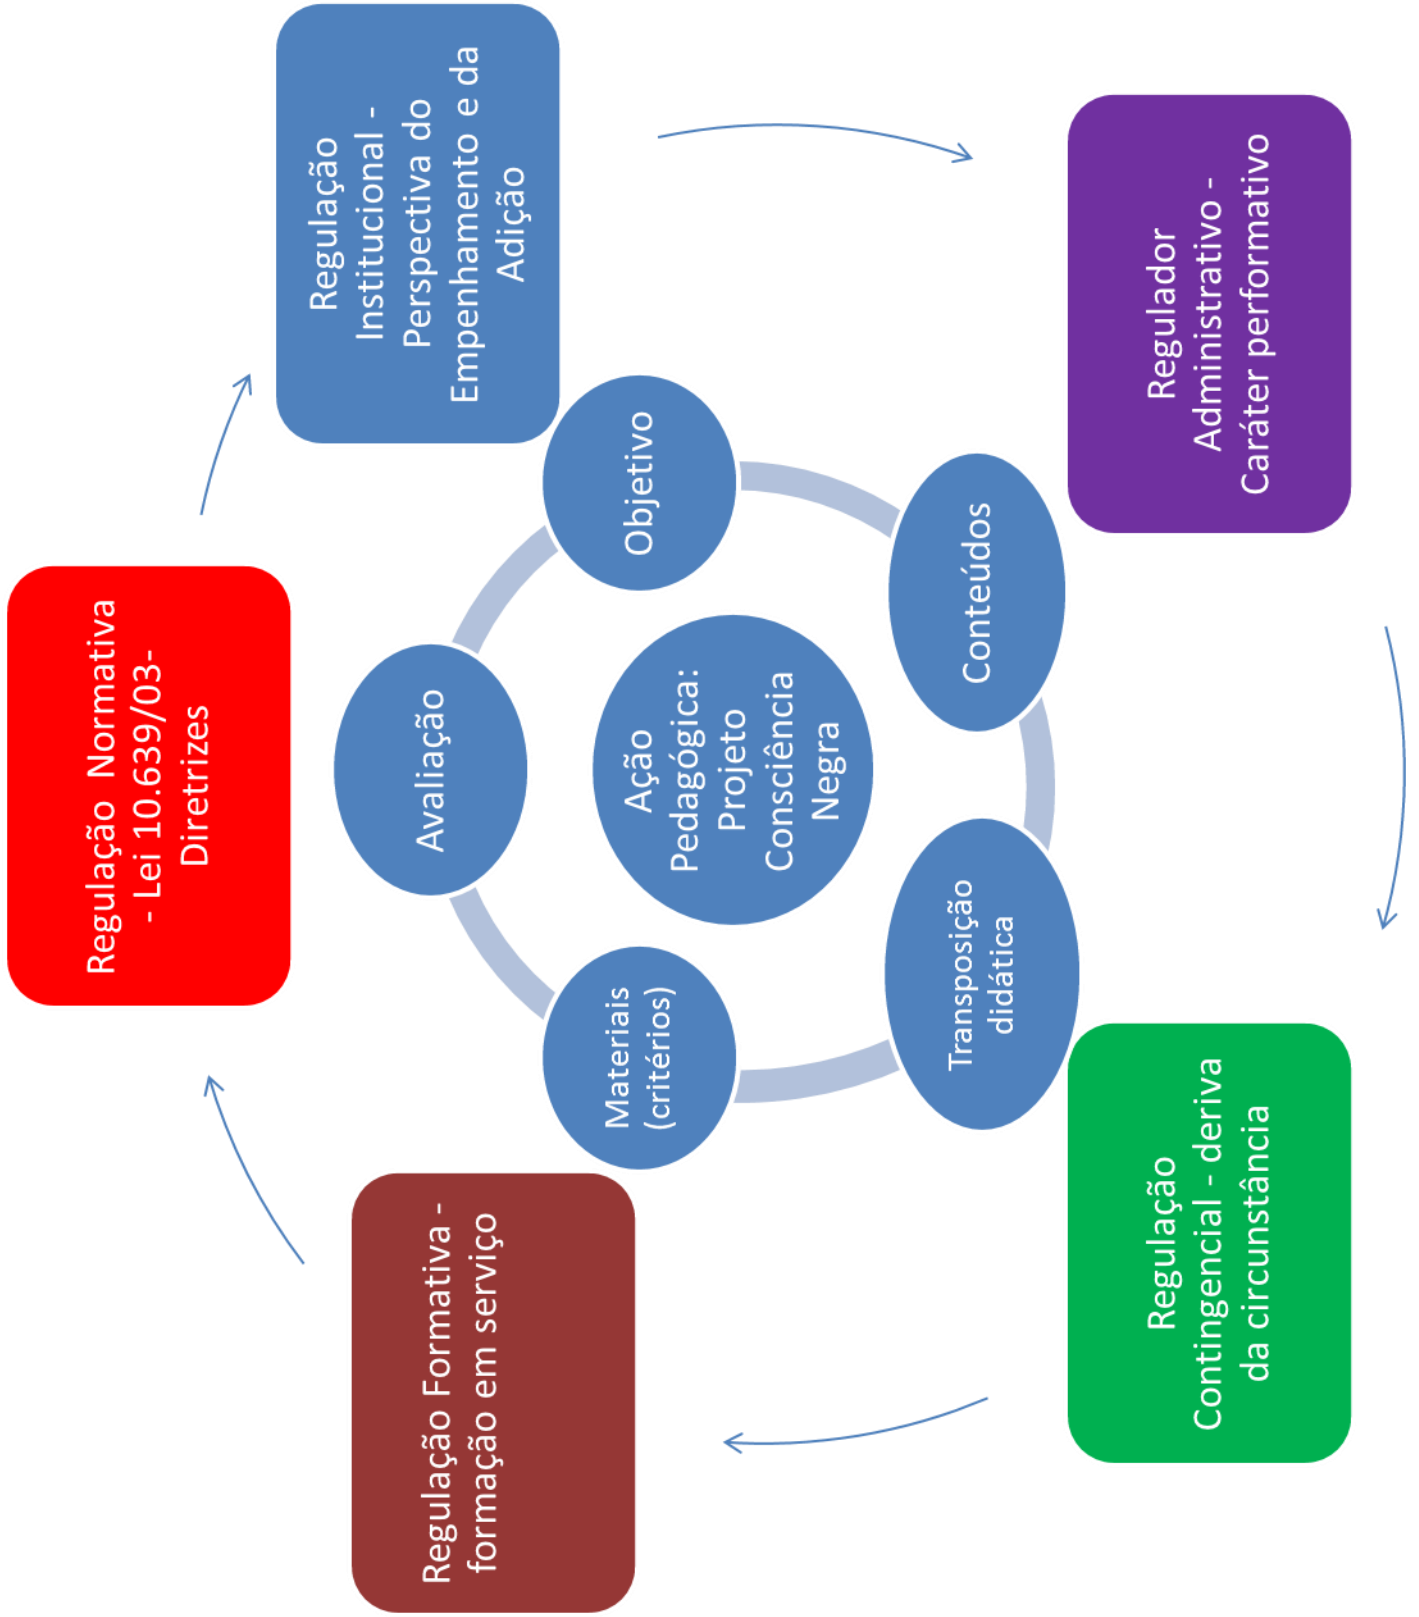 Regulação Normativa
- Lei 10.639/03-
Diretrizes
Regulação
Institucional -
Perspectiva do
Empenhamento e da
Adição
Regulador
Administrativo -
Caráter performativo
Regulação
Contingencial - deriva
da circunstância
Regulação Formativa -
formação em serviço
Avaliação
Objetivo
Conteúdos
Transposição
didática
Materiais
(critérios)
Ação
Pedagógica:
Projeto
Consciência
Negra